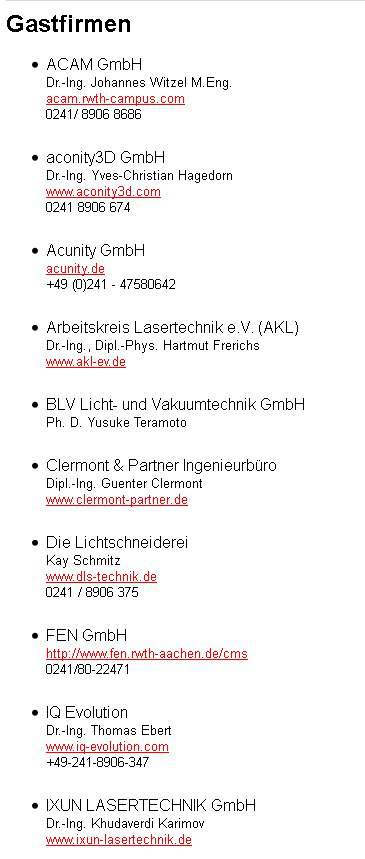 Gastfirmen
ACAM GmbH
Dr.-Ing. Johannes Witzel M.Eng.
acam.rwth-campus.com
0241/ 8906 8686
aconity3D GmbH
Dr.-Ing. Yves-Christian Hagedorn
www.aconity3d.com
0241 8906 674
Acunity GmbH
acunity.de
+49 (0)241 - 47580642
Arbeitskreis Lasertechnik e.V. (AKL)
Dr.-Ing., Dipl.-Phys. Hartmut Frerichs
www.akl-ev.de
BLV Licht- und Vakuumtechnik GmbH
Ph. D. Yusuke Teramoto
Clermont & Partner Ingenieurbüro
Dipl.-Ing. Guenter Clermont
www.clermont-partner.de
Die Lichtschneiderei
Kay Schmitz
www.dls-technik.de
0241 / 8906 375
FEN GmbH
http://www.fen.rwth-aachen.de/cms
0241/80-22471
IQ Evolution
Dr.-Ing. Thomas Ebert
www.iq-evolution.com
+49-241-8906-347
IXUN LASERTECHNIK GmbH
Dr.-Ing. Khudaverdi Karimov
www.ixun-lasertechnik.de